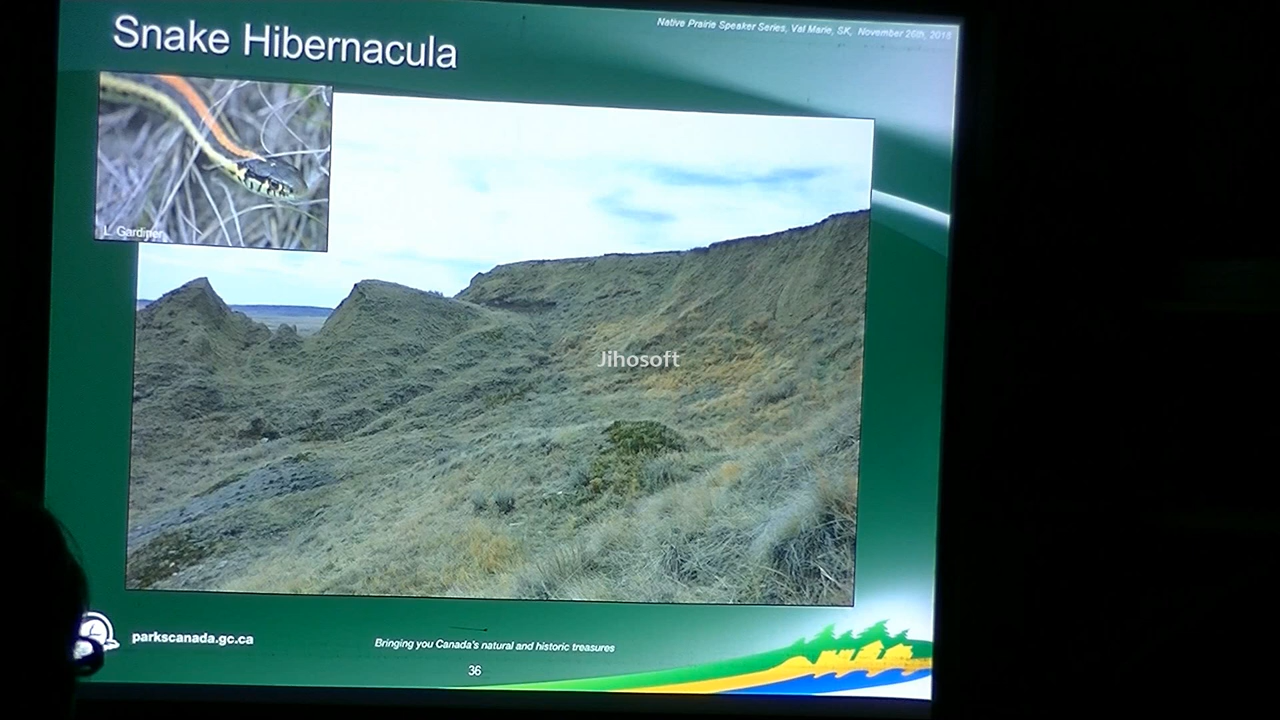 Native Prairie Speaker Series, Val Marie, SK, November 26th, 2018
Snake Hibernacula
L. Gardiner
Jihosoft
parkscanada.gc.ca
Bringing you Canada's natural and historic treasures
36